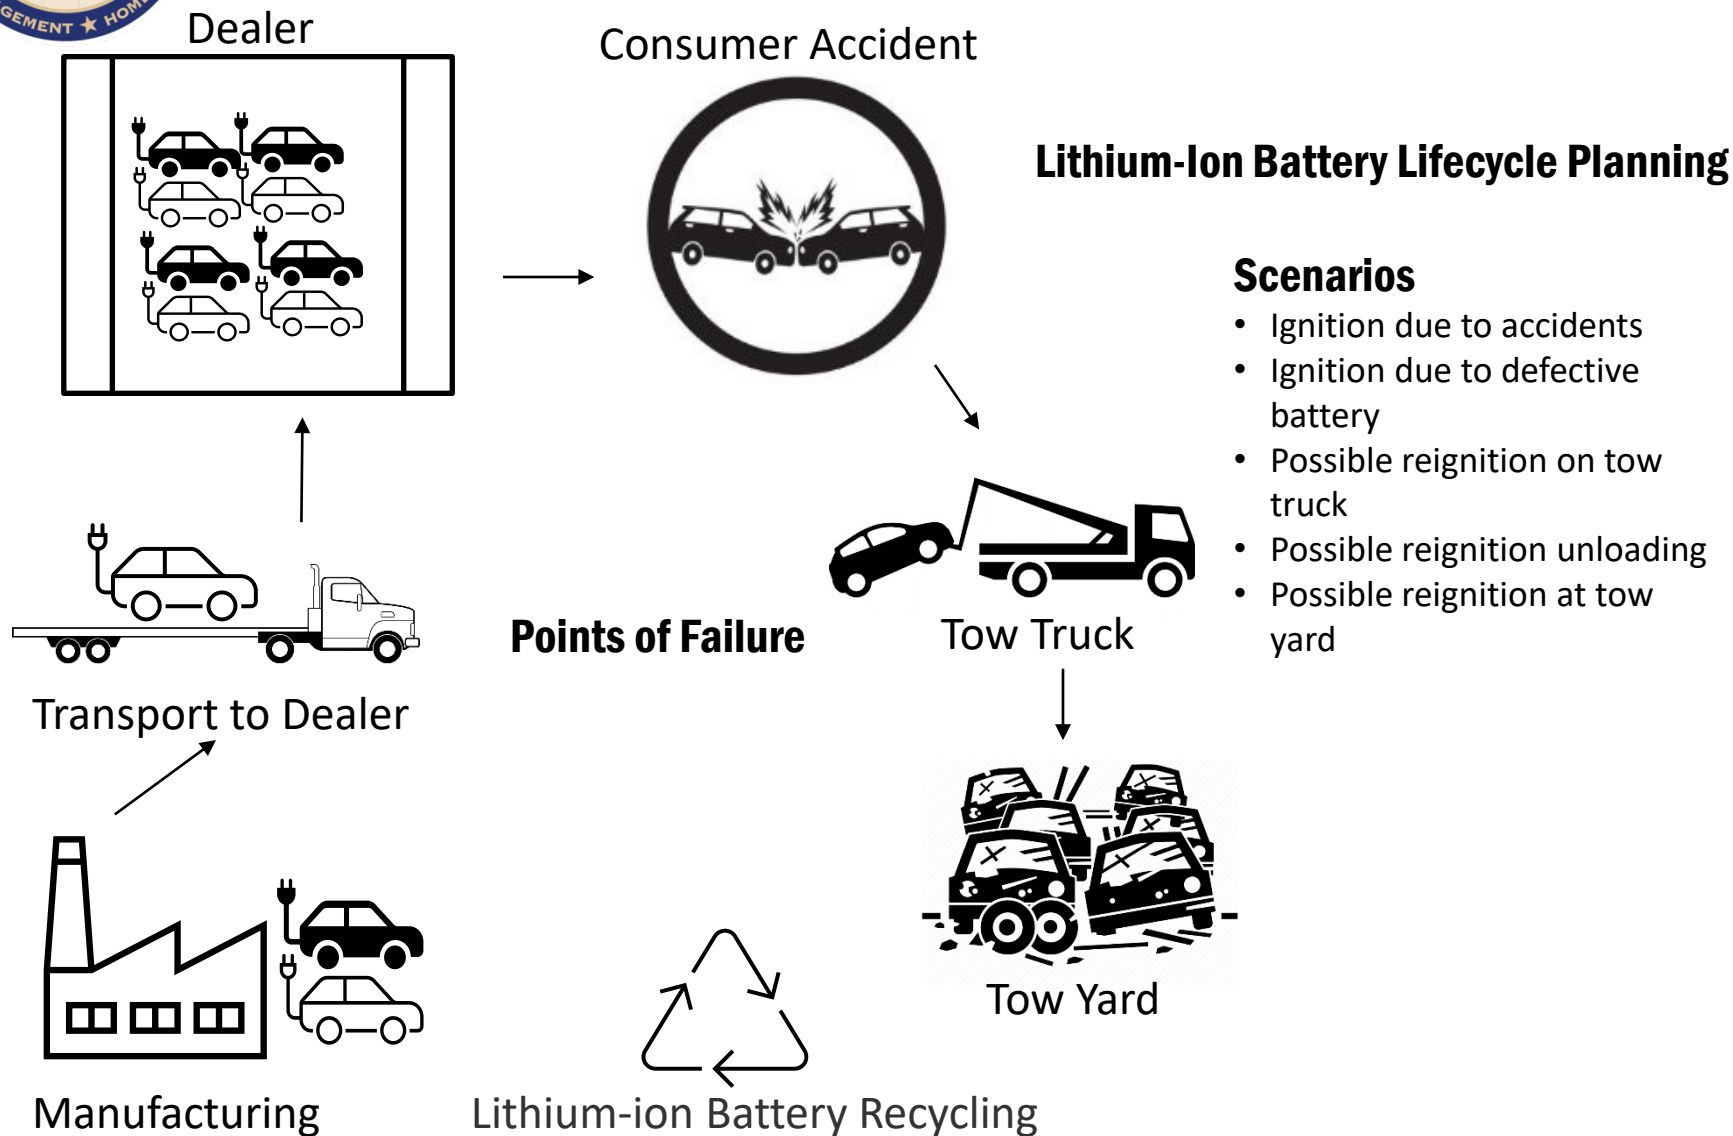 GEMENT ★ HOM
Dealer
Consumer Accident
Lithium-Ion Battery Lifecycle Planning
Scenarios
• Ignition due to accidents
• Ignition due to defective
battery
• Possible reignition on tow
truck
• Possible reignition unloading
• Possible reignition at tow
yard
Points of Failure
Tow Truck
Transport to Dealer
Tow Yard
Manufacturing
Lithium-ion Battery Recycling